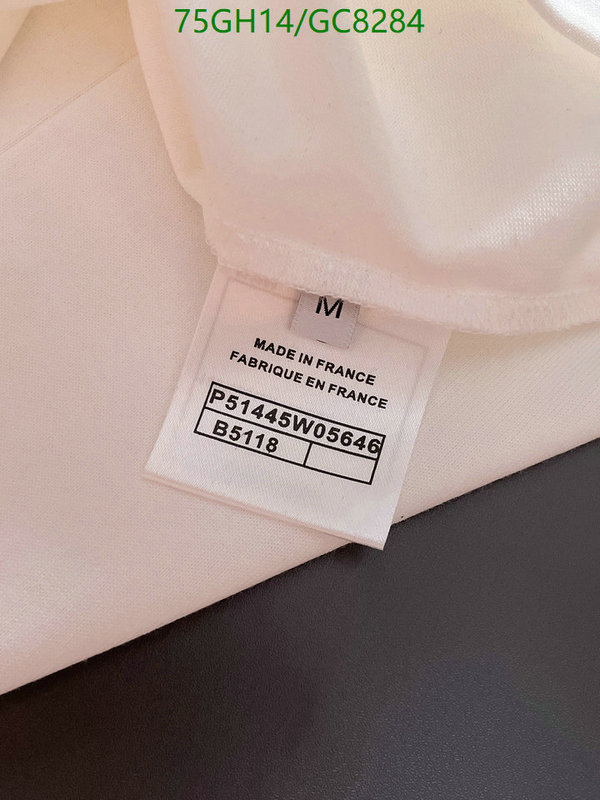 75GH14/GC8284
M
MADE IN FRANCE
FABRIQUE EN FRANCE
P51445W05646
B5118